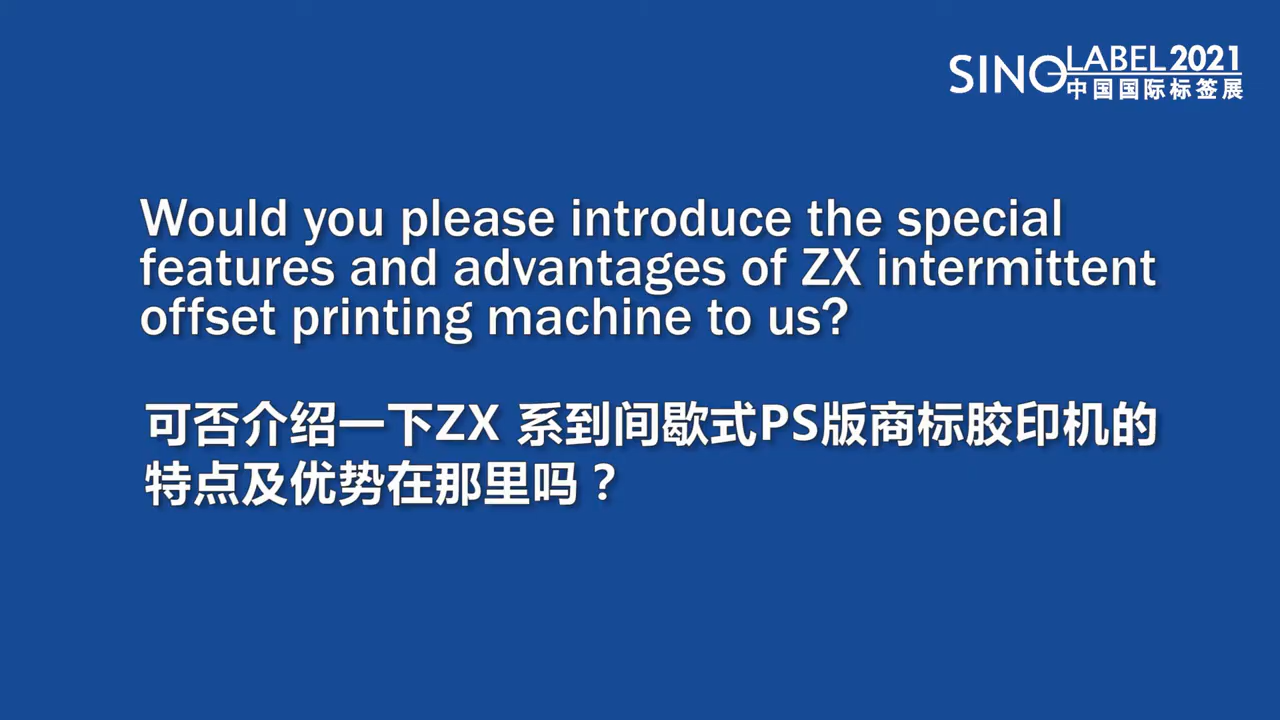 SINO LABEL 2021
中国国际标签展
Would you please introduce the special
features and advantages of ZX intermittent
offset printing machine to us?
可否介绍一下ZX 系到间歇式PS版商标胶印机的
特点及优势在那里吗？